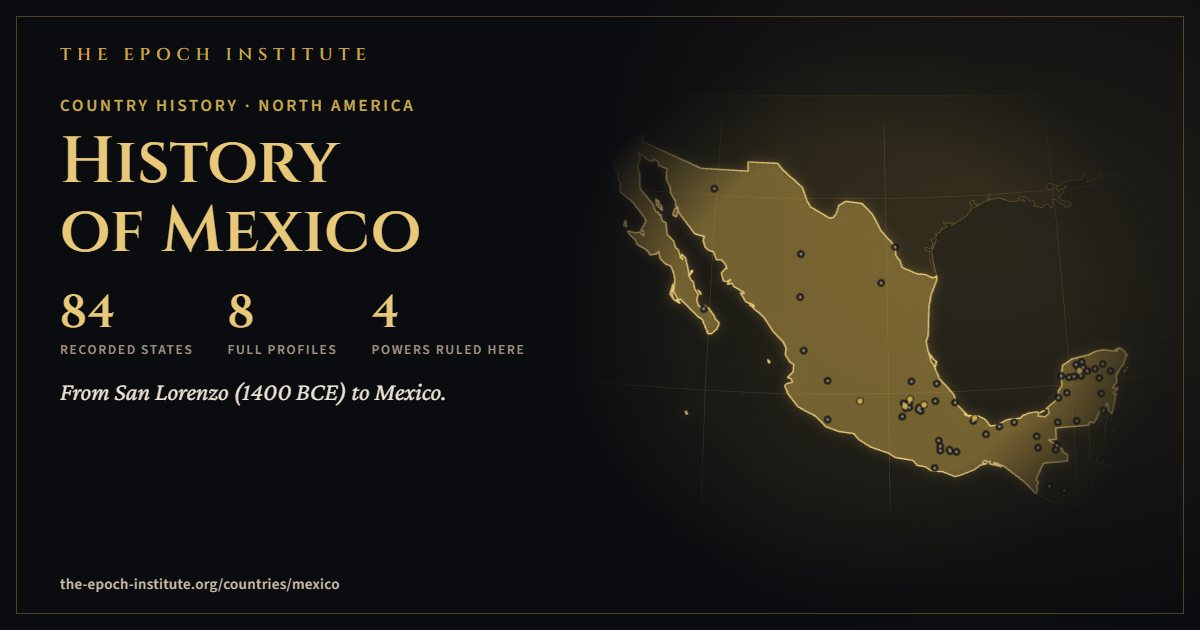 THE EPOCH INSTITUTE
COUNTRY HISTORY · NORTH AMERICA
HISTORY
OF MEXICO
84 8 4
RECORDED STATES FULL PROFILES POWERS RULED HERE
From San Lorenzo (1400 BCE) to Mexico.
the-epoch-institute.org/countries/mexico